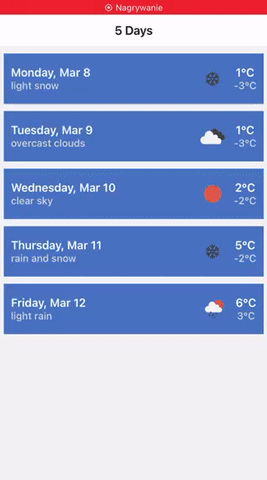 Nagrywanie
5 Days
Monday, Mar 8
1°C
light snow
-3°C
Tuesday, Mar 9
1°C
overcast clouds
-3°C
Wednesday, Mar 10
2°C
clear sky
-2°C
Thursday, Mar 11
5°C
rain and snow
-2°C
Friday, Mar 12
6°C
light rain
3°C